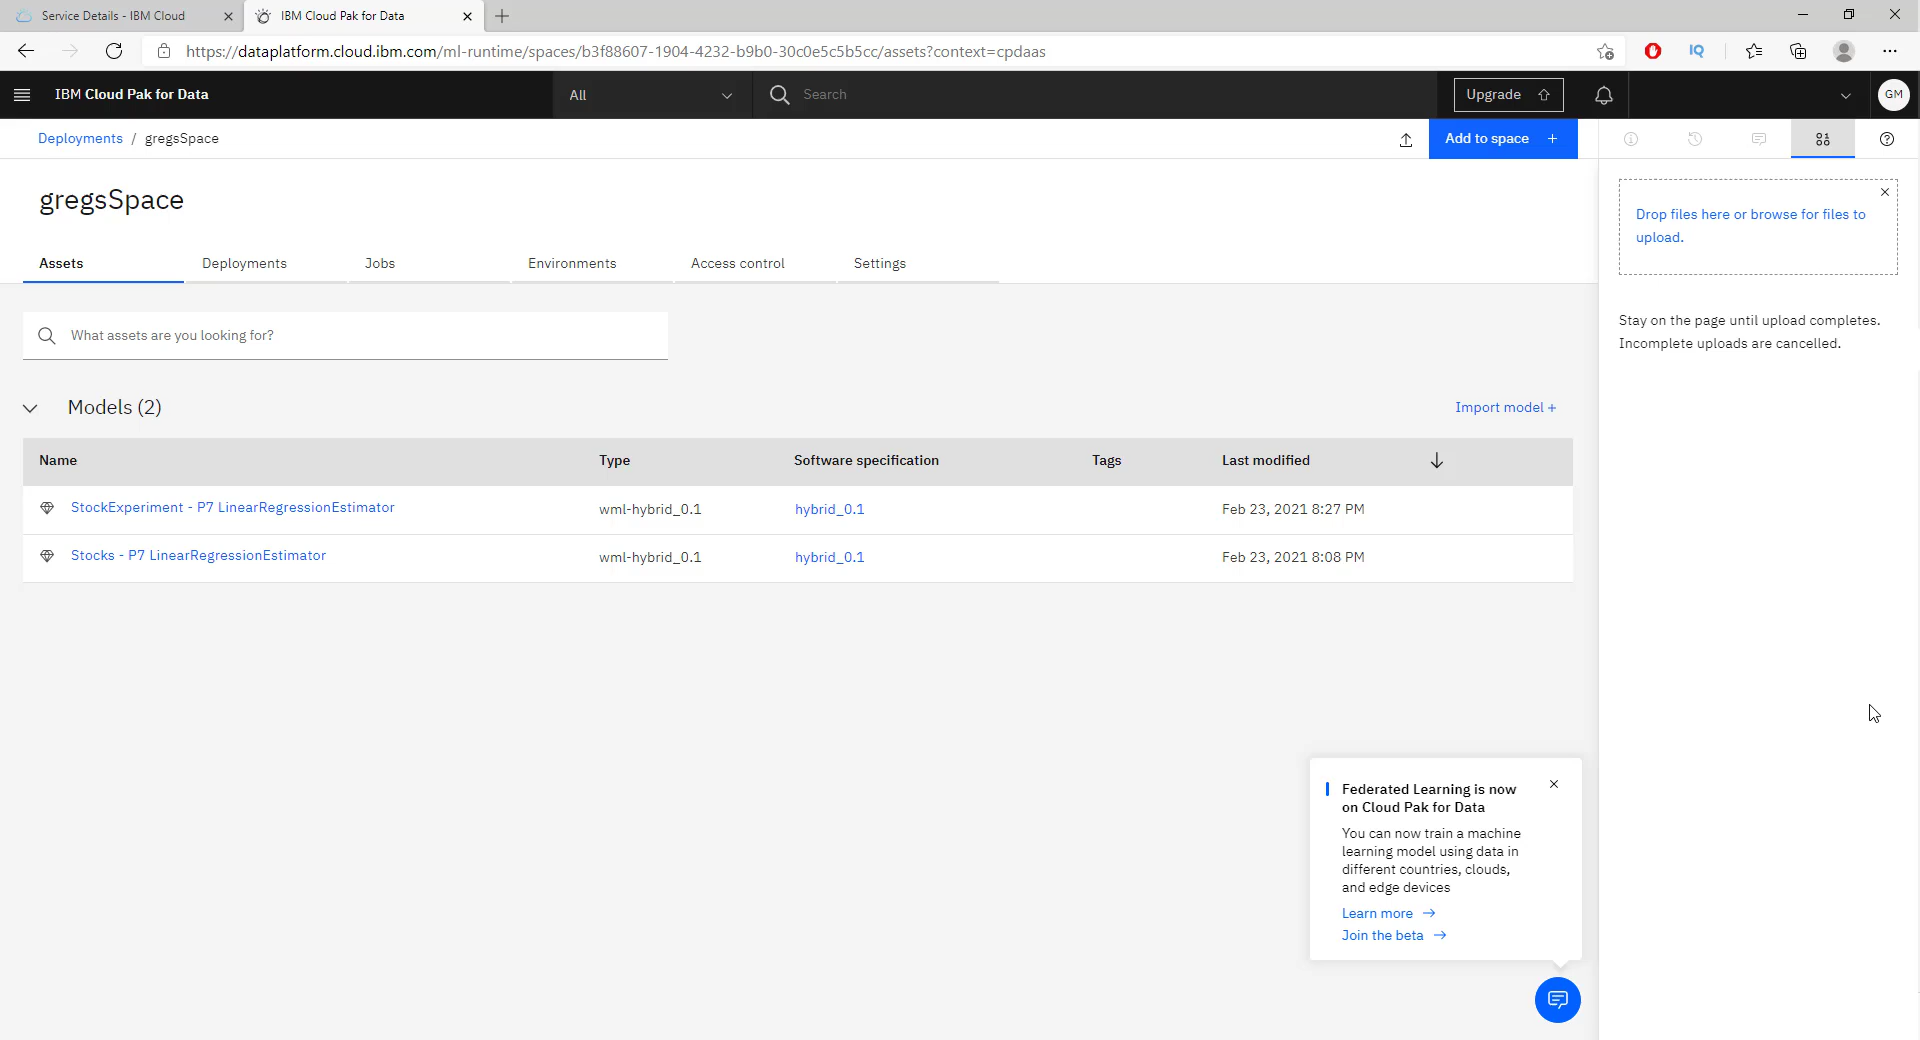 Service Details - IBM Cloud
IBM Cloud Pak for Data
https://dataplatform.cloud.ibm.com/ml-runtime/spaces/b3f88607-1904-4232-b9b0-30c0e5c5b5cc/assets?context=cpdaas
IQ
IBM Cloud Pak for Data
All
Search
Upgrade
GM
Deployments / gregsSpace
Add to space +
gregsSpace
Drop files here or browse for files to
upload.
Assets
Deployments
Jobs
Environments
Access control
Settings
Stay on the page until upload completes.
Incomplete uploads are cancelled.
What assets are you looking for?
Models (2)
Import model +
Name
Type
Software specification
Tags
Last modified
StockExperiment - P7 LinearRegressionEstimator
wml-hybrid_0.1
hybrid_0.1
Feb 23, 2021 8:27 PM
Stocks - P7 LinearRegressionEstimator
wml-hybrid_0.1
hybrid_0.1
Feb 23, 2021 8:08 PM
Federated Learning is now
on Cloud Pak for Data
You can now train a machine
learning model using data in
different countries, clouds,
and edge devices
Learn more
Join the beta